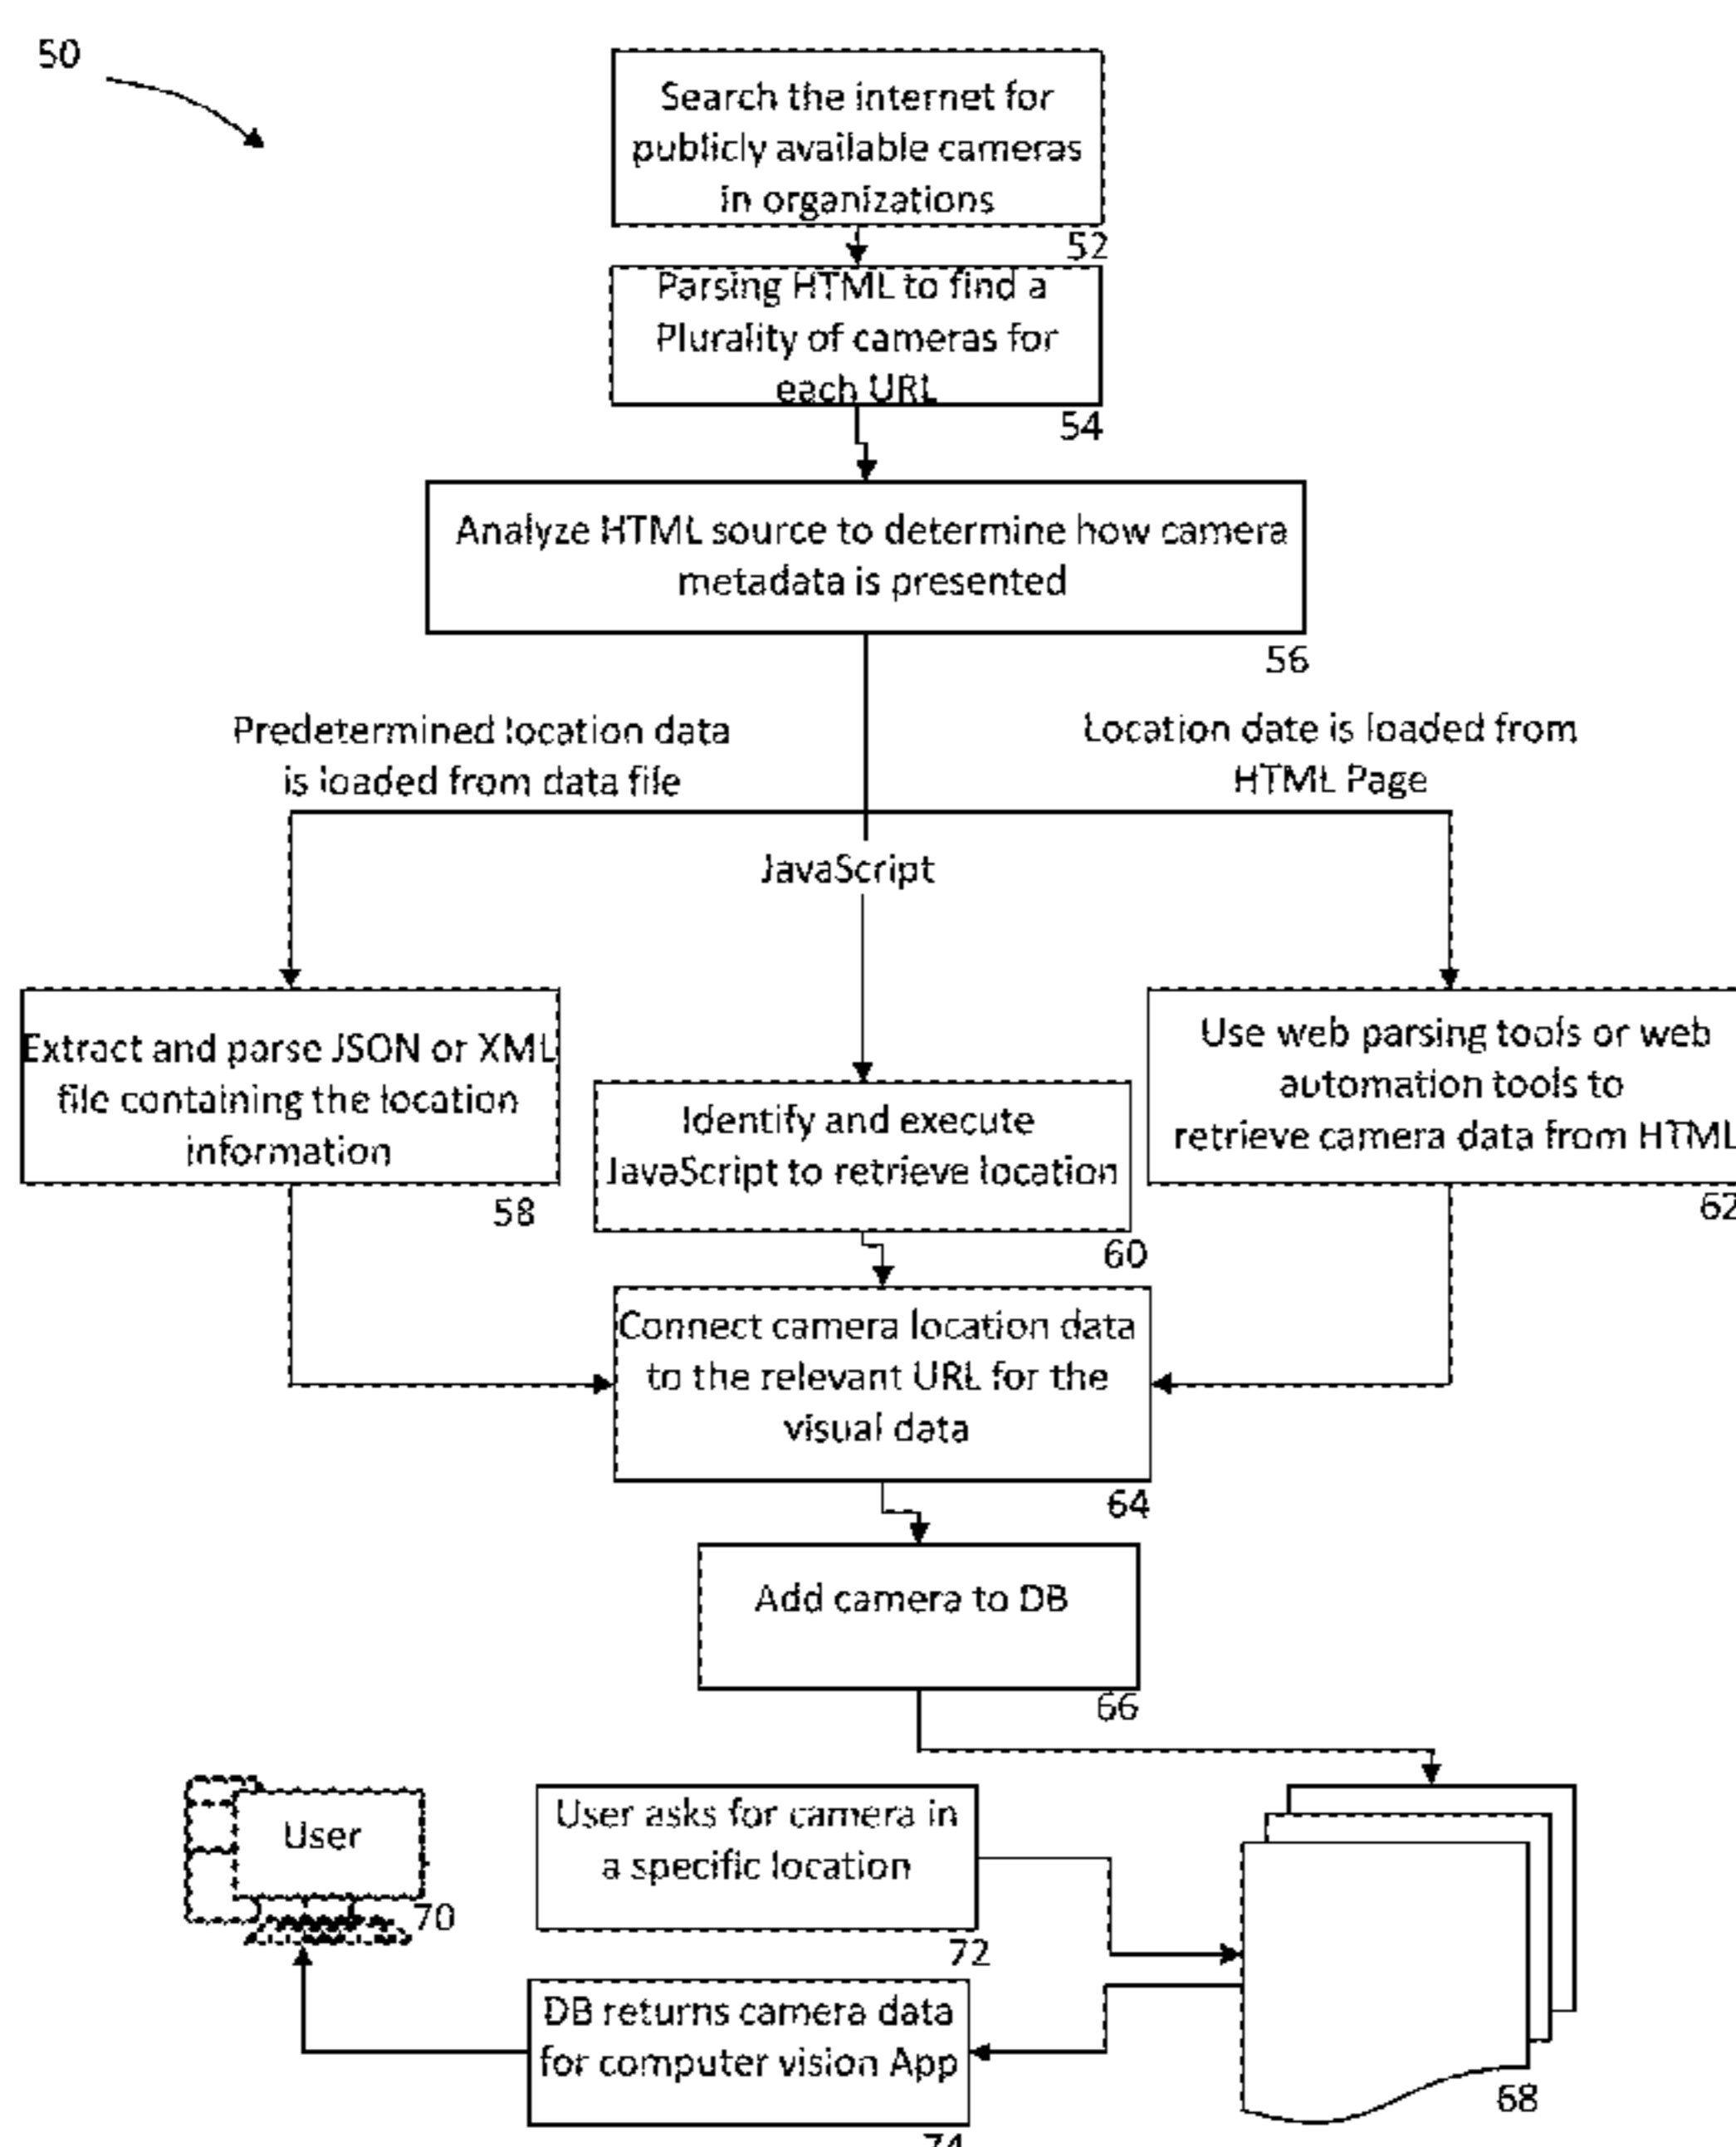 50
Search the internet for
publicly available cameras
in organizations
52
Parsing HTML to find a
Plurality of cameras for
each URL
54
Analyze HTML source to determine how camera
metadata is presented
56
Predetermined location data
is loaded from data file
Location date is loaded from
HTML Page
JavaScript
Extract and parse JSON or XML
file containing the location
information
58
Identify and execute
JavaScript to retrieve location
60
Use web parsing tools or web
automation tools to
retrieve camera data from HTML
62
Connect camera location data
to the relevant URL for the
visual data
64
Add camera to DB
66
User
70
User asks for camera in
a specific location
72
DB returns camera data
for computer vision App
74
68